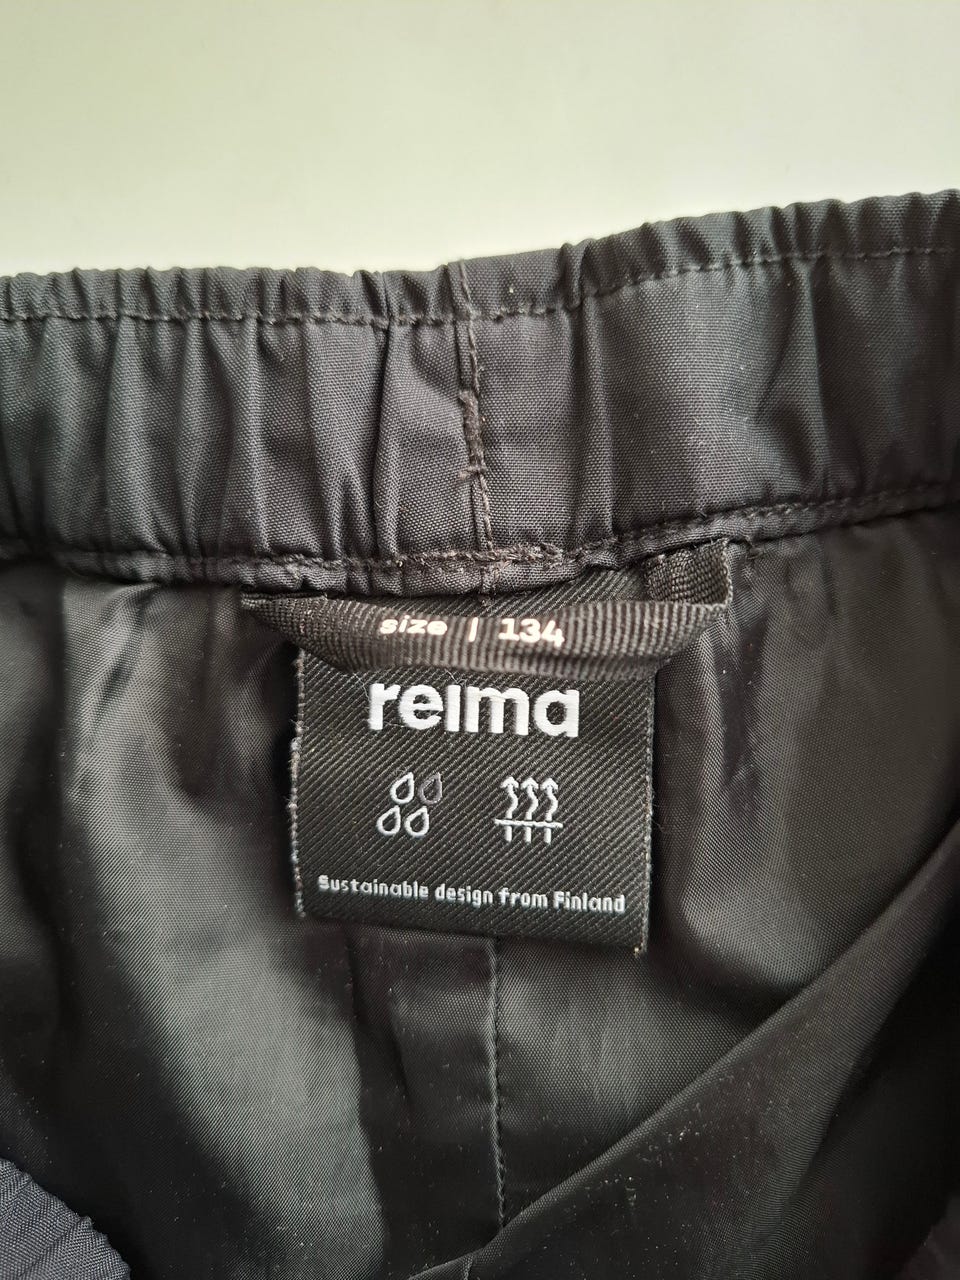 size | 134
reima
Sustainable design from Finland